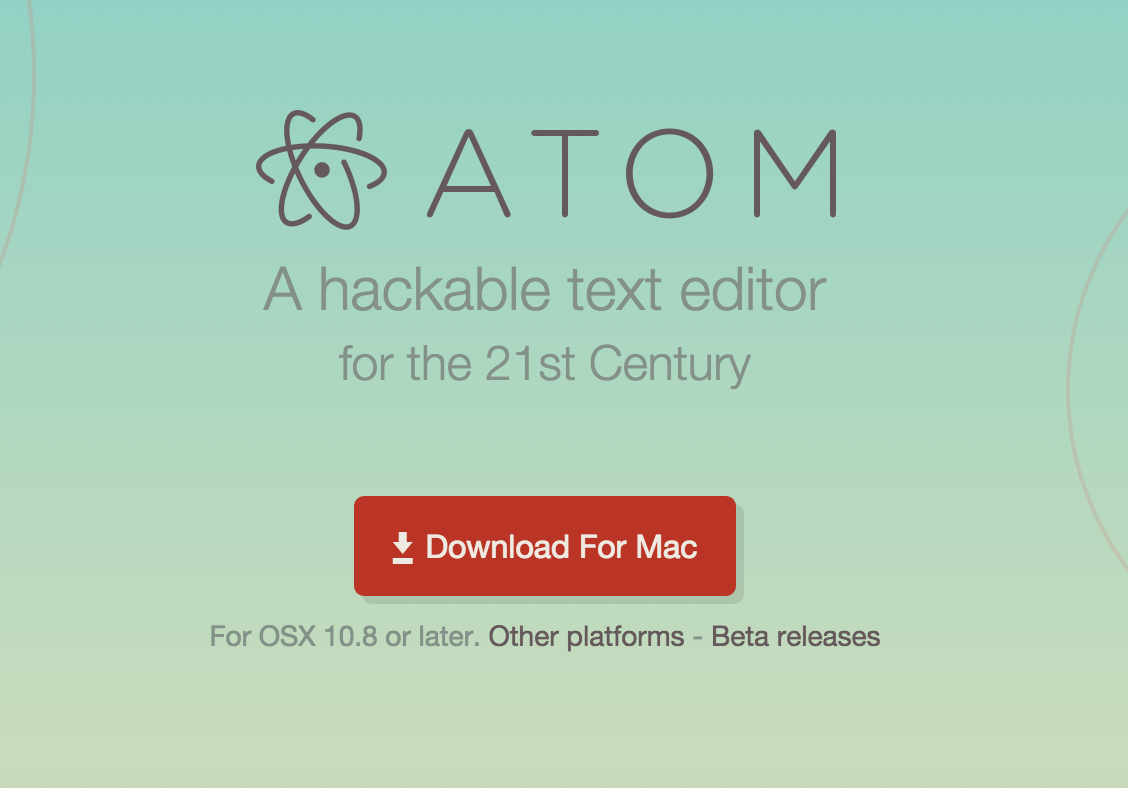 ATOM
A hackable text editor
for the 21st Century
Download For Mac
For OSX 10.8 or later. Other platforms - Beta releases